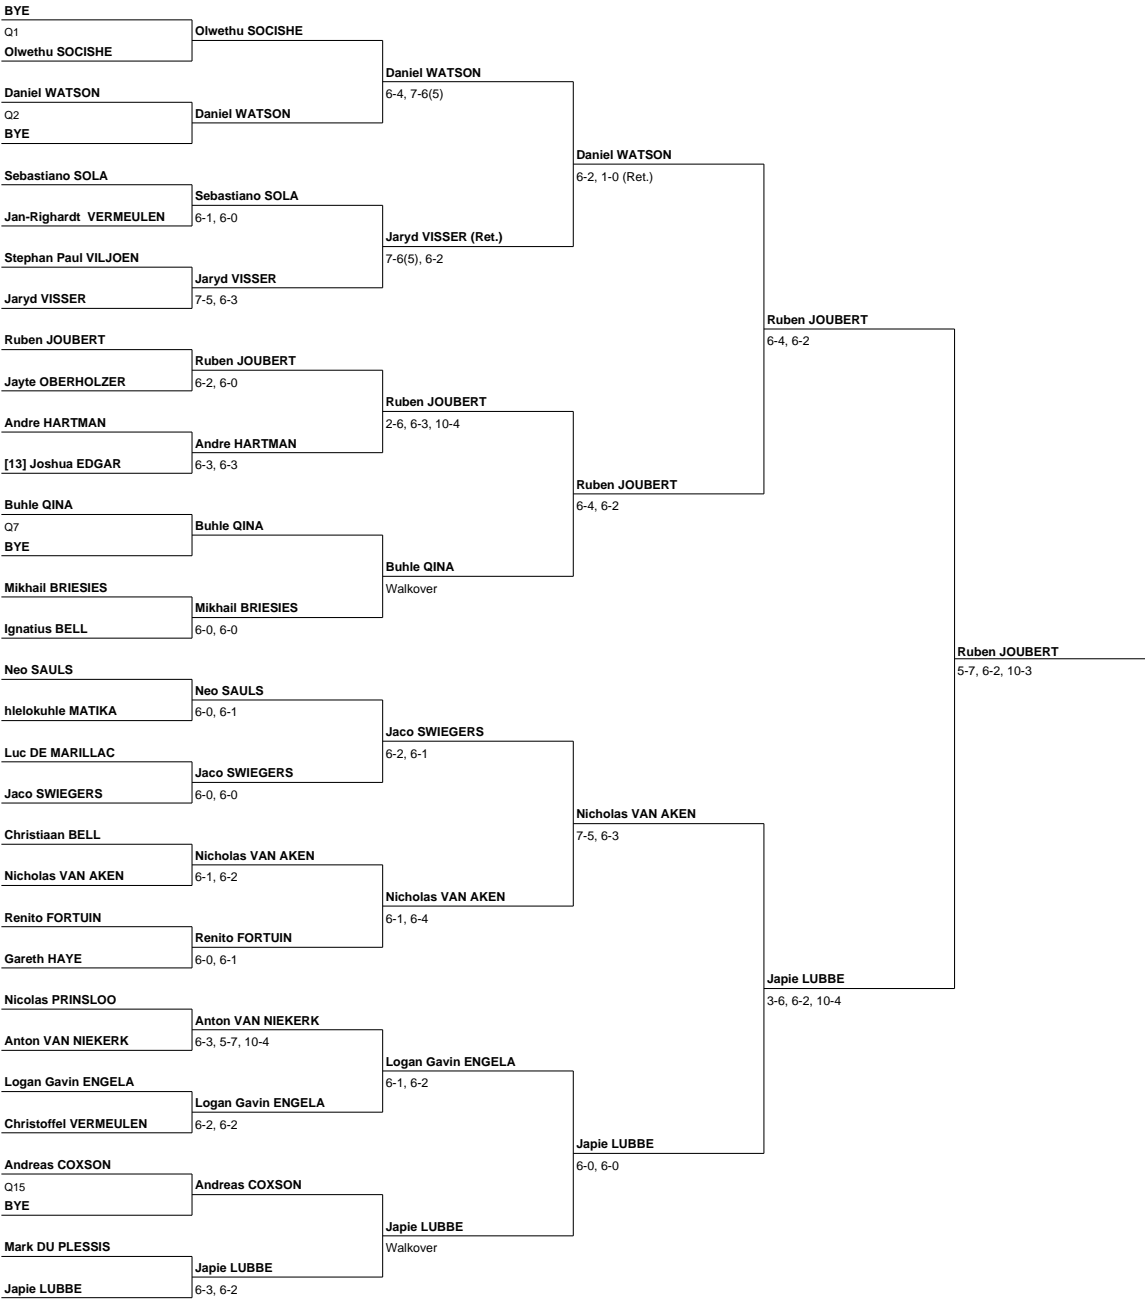 BYE
Q1
Olwethu SOCISHE
Daniel WATSON
Q2
BYE
Sebastiano SOLA
Jan-Righardt VERMEULEN
Stephan Paul VILJOEN
Jaryd VISSER
Ruben JOUBERT
Jayte OBERHOLZER
Andre HARTMAN
[13] Joshua EDGAR
Buhle QINA
Q7
BYE
Mikhail BRIESIES
Ignatius BELL
Neo SAULS
hlelokuhle MATIKA
Luc DE MARILLAC
Jaco SWIEGERS
Christiaan BELL
Nicholas VAN AKEN
Renito FORTUIN
Gareth HAYE
Nicolas PRINSLOO
Anton VAN NIEKERK
Logan Gavin ENGELA
Christoffel VERMEULEN
Andreas COXSON
Q15
BYE
Mark DU PLESSIS
Japie LUBBE
Olwethu SOCISHE
Daniel WATSON
Sebastiano SOLA
6-1, 6-0
Jaryd VISSER
7-5, 6-3
Ruben JOUBERT
6-2, 6-0
Andre HARTMAN
6-3, 6-3
Buhle QINA
Mikhail BRIESIES
6-0, 6-0
Neo SAULS
6-0, 6-1
Jaco SWIEGERS
6-0, 6-0
Nicholas VAN AKEN
6-1, 6-2
Renito FORTUIN
6-0, 6-1
Anton VAN NIEKERK
6-3, 5-7, 10-4
Logan Gavin ENGELA
6-2, 6-2
Andreas COXSON
Japie LUBBE
6-3, 6-2
Daniel WATSON
6-4, 7-6(5)
Jaryd VISSER (Ret.)
7-6(5), 6-2
Ruben JOUBERT
2-6, 6-3, 10-4
Buhle QINA
Walkover
Jaco SWIEGERS
6-2, 6-1
Nicholas VAN AKEN
6-1, 6-4
Logan Gavin ENGELA
6-1, 6-2
Japie LUBBE
Walkover
Daniel WATSON
6-2, 1-0 (Ret.)
Ruben JOUBERT
6-4, 6-2
Nicholas VAN AKEN
7-5, 6-3
Japie LUBBE
6-0, 6-0
Ruben JOUBERT
6-4, 6-2
Japie LUBBE
3-6, 6-2, 10-4
Ruben JOUBERT
5-7, 6-2, 10-3